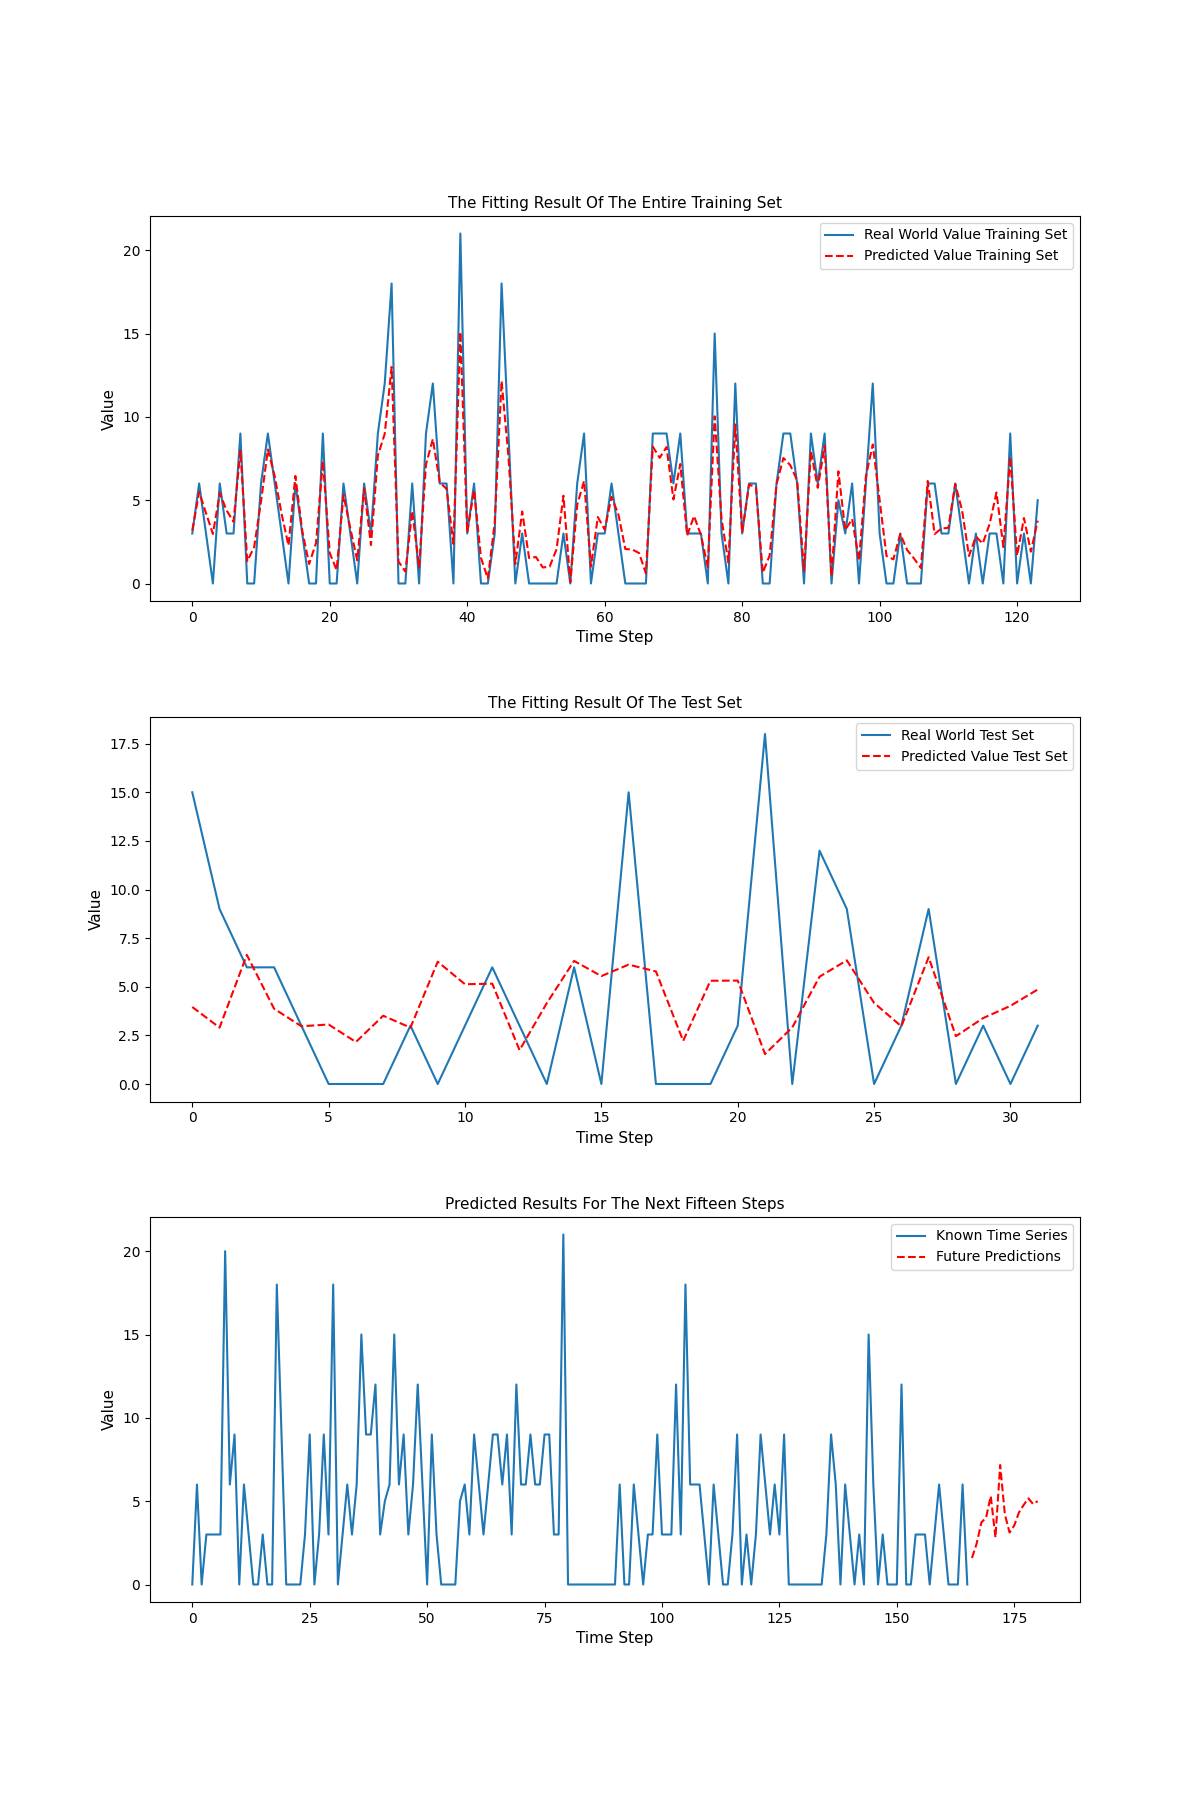 The Fitting Result Of The Entire Training Set
Real World Value Training Set
Predicted Value Training Set
Value
20
15
10
5
0
0 20 40 60 80 100 120
Time Step
The Fitting Result Of The Test Set
Real World Test Set
Predicted Value Test Set
Value
17.5
15.0
12.5
10.0
7.5
5.0
2.5
0.0
0 5 10 15 20 25 30
Time Step
Predicted Results For The Next Fifteen Steps
Known Time Series
Future Predictions
Value
20
15
10
5
0
0 25 50 75 100 125 150 175
Time Step